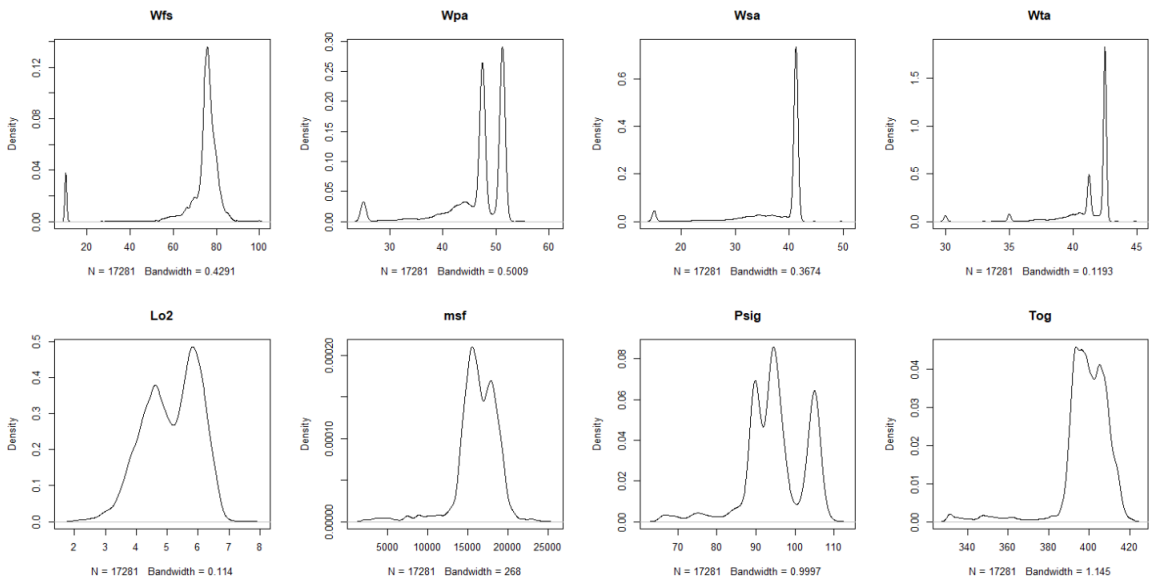 Wfs Wpa Wsa Wta
Density 0.00 0.04 0.08 0.12
20 40 60 80 100
N = 17281 Bandwidth = 0.4291
Density 0.00 0.05 0.10 0.15 0.20 0.25 0.30
30 40 50 60
N = 17281 Bandwidth = 0.5009
Density 0.0 0.2 0.4 0.6
20 30 40 50
N = 17281 Bandwidth = 0.3674
Density 0.0 0.5 1.0 1.5
30 35 40 45
N = 17281 Bandwidth = 0.1193
Lo2 msf Psig Tog
Density 0.0 0.1 0.2 0.3 0.4 0.5
2 3 4 5 6 7 8
N = 17281 Bandwidth = 0.114
Density 0.00000 0.00010 0.00020
5000 10000 15000 20000 25000
N = 17281 Bandwidth = 268
Density 0.00 0.02 0.04 0.06 0.08
70 80 90 100 110
N = 17281 Bandwidth = 0.9997
Density 0.00 0.01 0.02 0.03 0.04
340 360 380 400 420
N = 17281 Bandwidth = 1.145